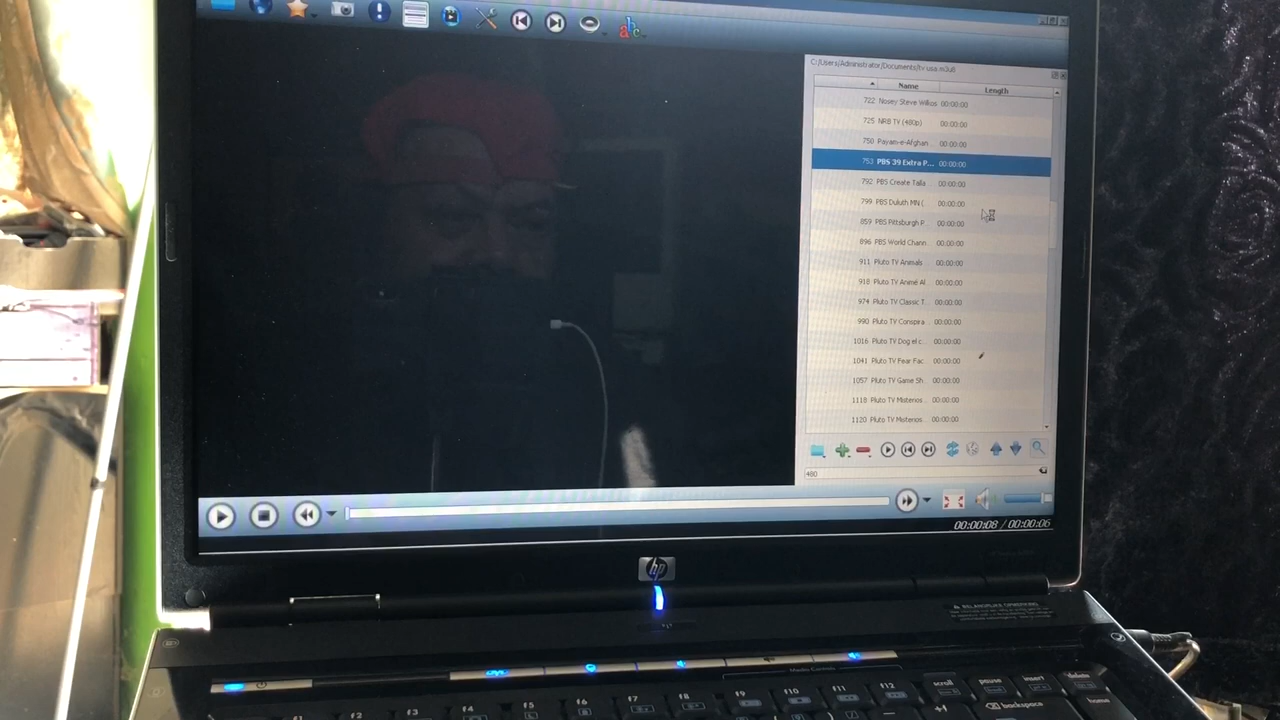 abc
C:/Users/Administrator/Documents/tv usa.m3u8
Name Length
722 Nosey Steve Wilkos 00:00:00
725 NRB TV (480p) 00:00:00
750 Payam-e-Afghan 00:00:00
753 PBS 39 Extra P... 00:00:00
792 PBS Create Talla... 00:00:00
799 PBS Duluth MN (... 00:00:00
859 PBS Pittsburgh P... 00:00:00
896 PBS World Chann... 00:00:00
911 Pluto TV Animals... 00:00:00
918 Pluto TV Animé Al... 00:00:00
974 Pluto TV Classic T... 00:00:00
990 Pluto TV Conspira... 00:00:00
1016 Pluto TV Dog el c... 00:00:00
1041 Pluto TV Fear Fac... 00:00:00
1057 Pluto TV Game Sh... 00:00:00
1118 Pluto TV Misterios... 00:00:00
1120 Pluto TV Misterios... 00:00:00
480
00:00:08 / 00:00:06
hp
Media Controls
f1 f2 f3 f4 f5 f6 f7 f8 f9 f10 f11 f12 scroll pause insert delete
backspace home